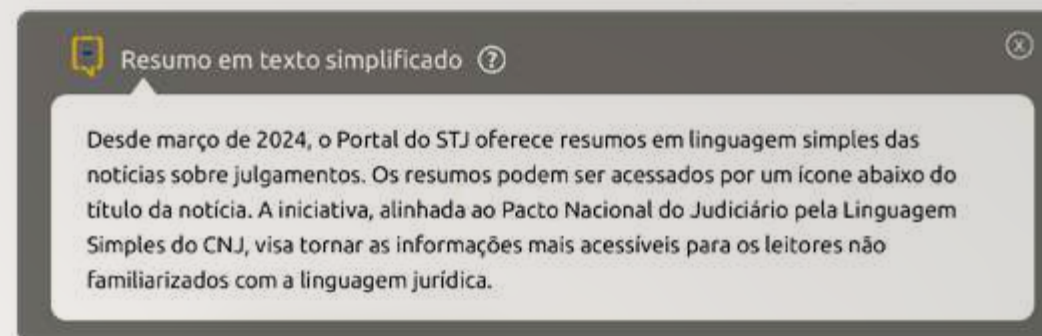 Resumo em texto simplificado ?
Desde março de 2024, o Portal do STJ oferece resumos em linguagem simples das
notícias sobre julgamentos. Os resumos podem ser acessados por um ícone abaixo do
título da notícia. A iniciativa, alinhada ao Pacto Nacional do Judiciário pela Linguagem
Simples do CNJ, visa tornar as informações mais acessíveis para os leitores não
familiarizados com a linguagem jurídica.